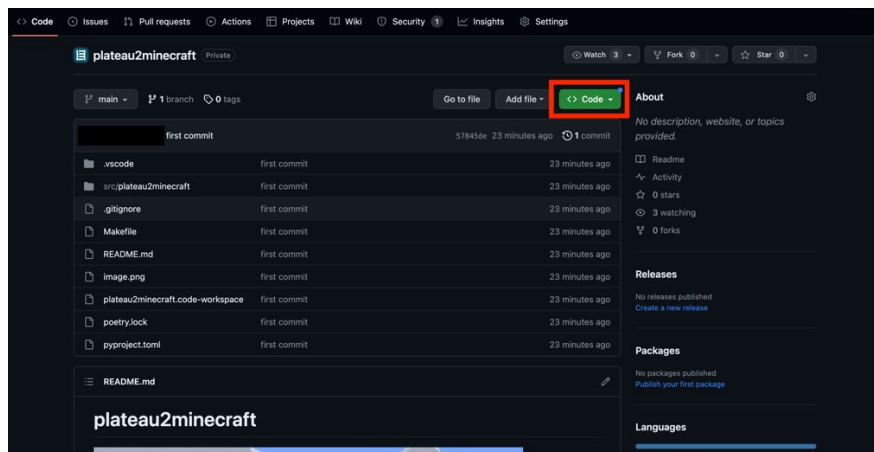 Code Issues Pull requests Actions Projects Wiki Security 1 Insights Settings
plateau2minecraft Private Watch 3 Fork 0 Star 0
main 1 branch 0 tags Go to file Add file Code
first commit 57845de 23 minutes ago 1 commit
.vscode first commit 23 minutes ago
src/plateau2minecraft first commit 23 minutes ago
.gitignore first commit 23 minutes ago
Makefile first commit 23 minutes ago
README.md first commit 23 minutes ago
image.png first commit 23 minutes ago
plateau2minecraft.code-workspace first commit 23 minutes ago
poetry.lock first commit 23 minutes ago
pyproject.toml first commit 23 minutes ago
README.md
plateau2minecraft
About
No description, website, or topics
provided.
Readme
Activity
0 stars
3 watching
0 forks
Releases
No releases published
Create a new release
Packages
No packages published
Publish your first package
Languages